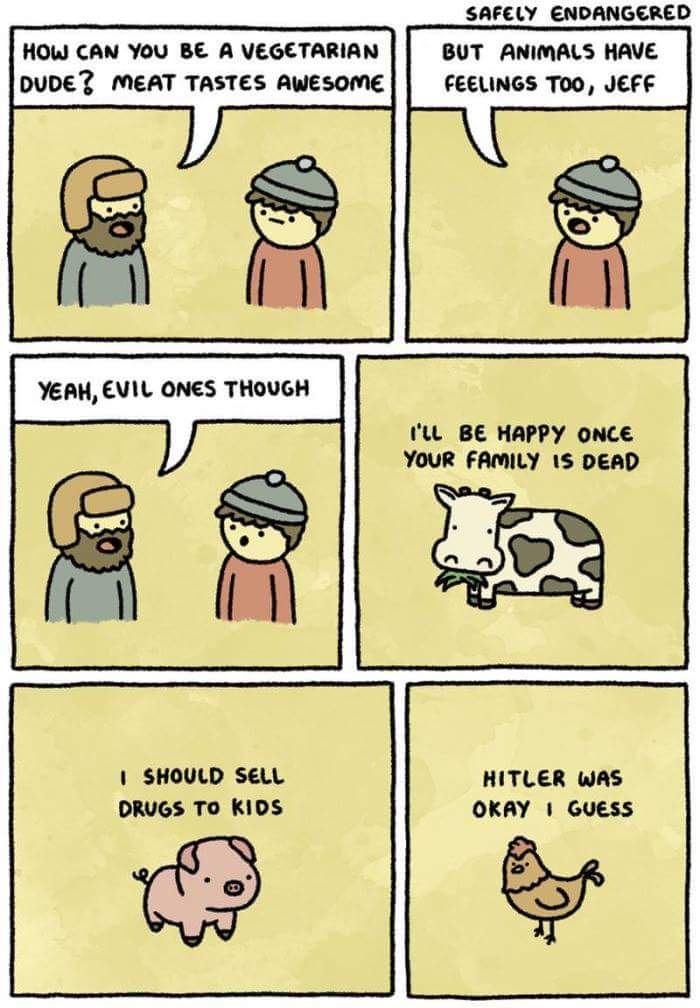 SAFELY ENDANGERED
HOW CAN YOU BE A VEGETARIAN
DUDE? MEAT TASTES AWESOME
BUT ANIMALS HAVE
FEELINGS TOO, JEFF
YEAH, EVIL ONES THOUGH
I'LL BE HAPPY ONCE
YOUR FAMILY IS DEAD
I SHOULD SELL
DRUGS TO KIDS
HITLER WAS
OKAY I GUESS